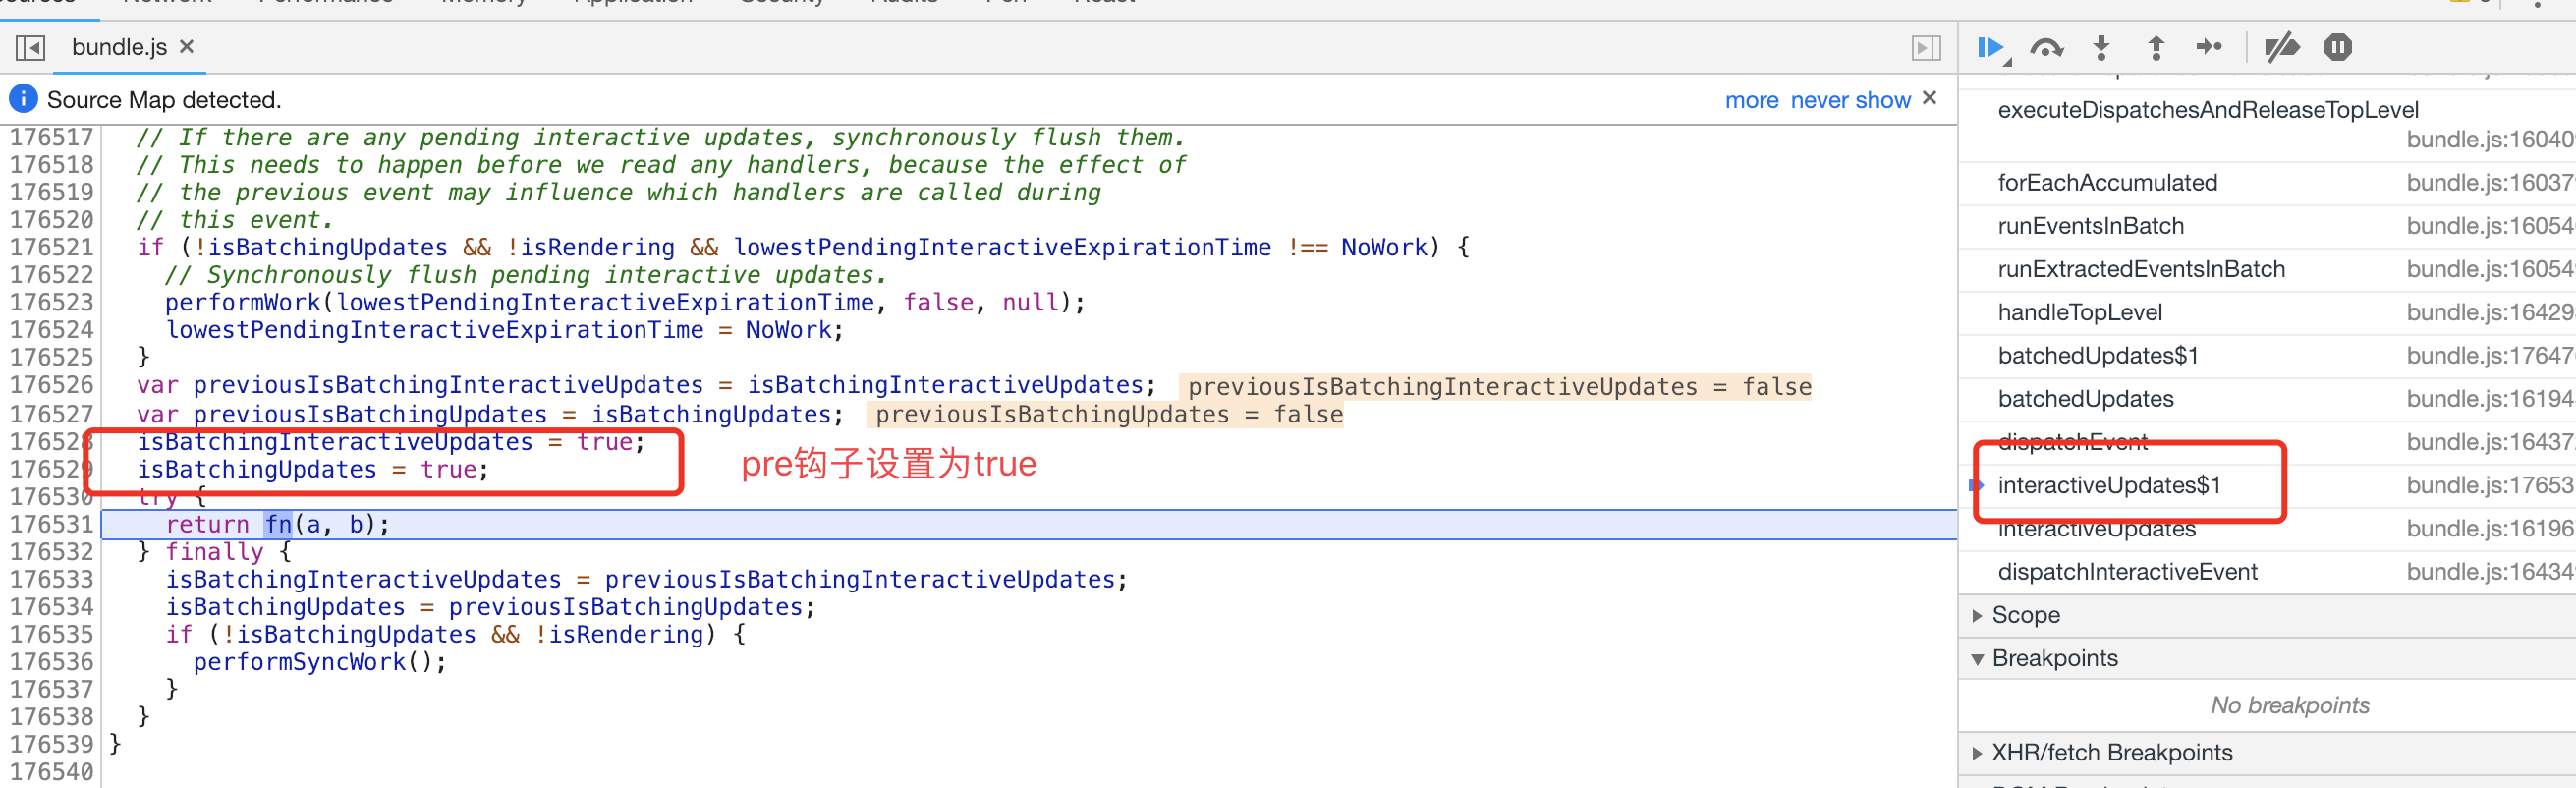 bundle.js ×
Source Map detected.
more never show ×
176517 // If there are any pending interactive updates, synchronously flush them.
176518 // This needs to happen before we read any handlers, because the effect of
176519 // the previous event may influence which handlers are called during
176520 // this event.
176521 if (!isBatchingUpdates && !isRendering && lowestPendingInteractiveExpirationTime !== NoWork) {
176522 // Synchronously flush pending interactive updates.
176523 performWork(lowestPendingInteractiveExpirationTime, false, null);
176524 lowestPendingInteractiveExpirationTime = NoWork;
176525 }
176526 var previousIsBatchingInteractiveUpdates = isBatchingInteractiveUpdates; previousIsBatchingInteractiveUpdates = false
176527 var previousIsBatchingUpdates = isBatchingUpdates; previousIsBatchingUpdates = false
176528 isBatchingInteractiveUpdates = true;
176529 isBatchingUpdates = true;
pre钩子设置为true
176530 try {
176531 return fn(a, b);
176532 } finally {
176533 isBatchingInteractiveUpdates = previousIsBatchingInteractiveUpdates;
176534 isBatchingUpdates = previousIsBatchingUpdates;
176535 if (!isBatchingUpdates && !isRendering) {
176536 performSyncWork();
176537 }
176538 }
176539 }
176540
executeDispatchesAndReleaseTopLevel
bundle.js:16040
forEachAccumulated bundle.js:16037
runEventsInBatch bundle.js:16054
runExtractedEventsInBatch bundle.js:16054
handleTopLevel bundle.js:16429
batchedUpdates$1 bundle.js:17647
batchedUpdates bundle.js:16194
dispatchEvent bundle.js:16437
interactiveUpdates$1 bundle.js:17653
interactiveUpdates bundle.js:16196
dispatchInteractiveEvent bundle.js:16434
Scope
Breakpoints
No breakpoints
XHR/fetch Breakpoints